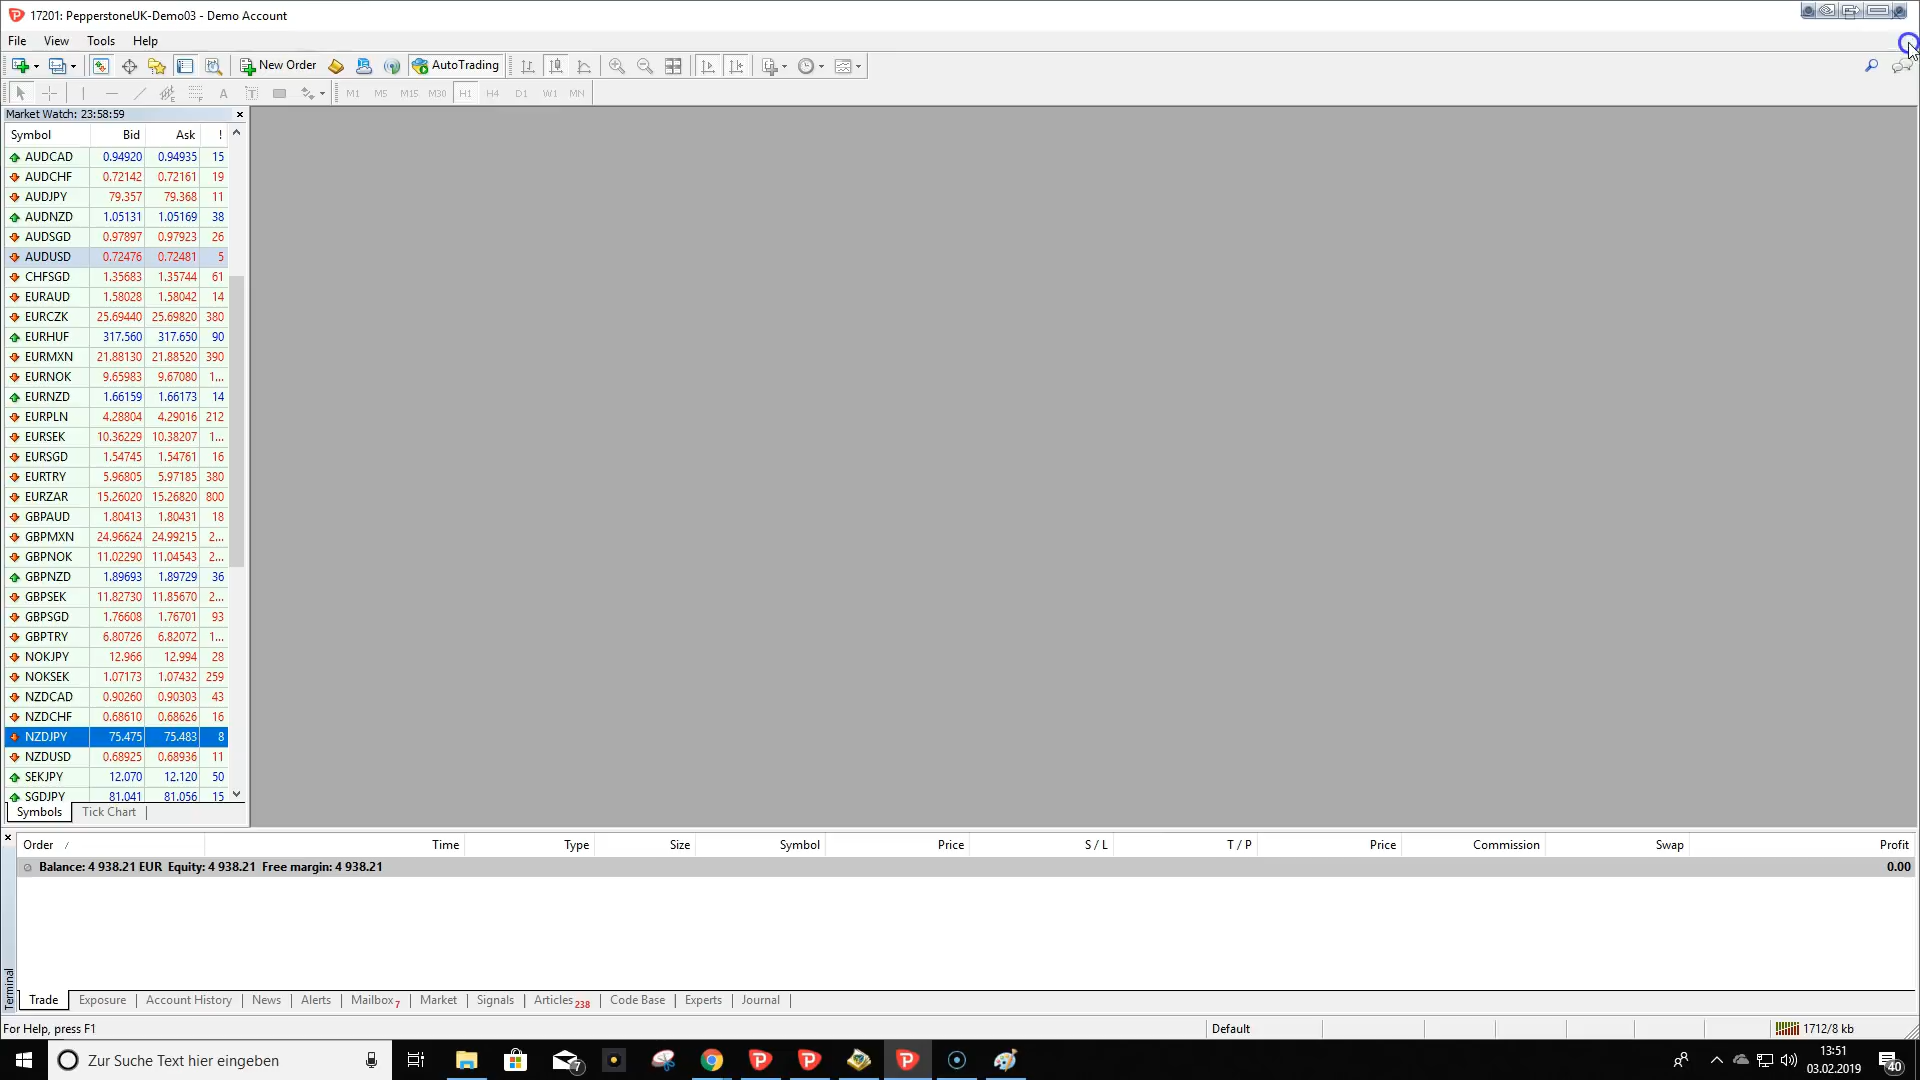 17201: PepperstoneUK-Demo03 - Demo Account
File View Tools Help
New Order AutoTrading
M1 M5 M15 M30 H1 H4 D1 W1 MN
Market Watch: 23:58:59
Symbol Bid Ask !
AUDCAD 0.94920 0.94935 15
AUDCHF 0.72142 0.72161 19
AUDJPY 79.357 79.368 11
AUDNZD 1.05131 1.05169 38
AUDSGD 0.97897 0.97923 26
AUDUSD 0.72476 0.72481 5
CHFSGD 1.35683 1.35744 61
EURAUD 1.58028 1.58042 14
EURCZK 25.69440 25.69820 380
EURHUF 317.560 317.650 90
EURMXN 21.88130 21.88520 390
EURNOK 9.65983 9.67080 1...
EURNZD 1.66159 1.66173 14
EURPLN 4.28804 4.29016 212
EURSEK 10.36229 10.38207 1...
EURSGD 1.54745 1.54761 16
EURTRY 5.96805 5.97185 380
EURZAR 15.26020 15.26820 800
GBPAUD 1.80413 1.80431 18
GBPMXN 24.96624 24.99215 2...
GBPNOK 11.02290 11.04543 2...
GBPNZD 1.89693 1.89729 36
GBPSEK 11.82730 11.85670 2...
GBPSGD 1.76608 1.76701 93
GBPTRY 6.80726 6.82072 1...
NOKJPY 12.966 12.994 28
NOKSEK 1.07173 1.07432 259
NZDCAD 0.90260 0.90303 43
NZDCHF 0.68610 0.68626 16
NZDJPY 75.475 75.483 8
NZDUSD 0.68925 0.68936 11
SEKJPY 12.070 12.120 50
SGDJPY 81.041 81.056 15
Symbols Tick Chart
Order / Time Type Size Symbol Price S / L T / P Price Commission Swap Profit
Balance: 4 938.21 EUR Equity: 4 938.21 Free margin: 4 938.21 0.00
Terminal
Trade Exposure Account History News Alerts Mailbox 7 Market Signals Articles 238 Code Base Experts Journal
For Help, press F1 Default 1712/8 kb
Zur Suche Text hier eingeben 7 13:51
03.02.2019 40